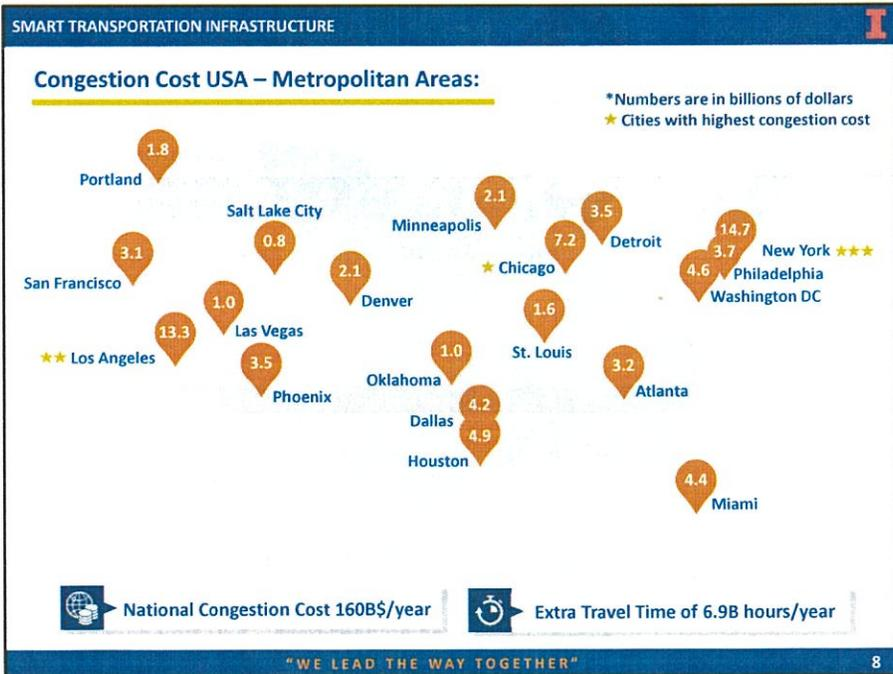 SMART TRANSPORTATION INFRASTRUCTURE
I
Congestion Cost USA – Metropolitan Areas:
*Numbers are in billions of dollars
★ Cities with highest congestion cost
1.8
Portland
2.1
Minneapolis
3.5
Detroit
Salt Lake City
0.8
7.2
★ Chicago
14.7
New York ★★★
3.7
Philadelphia
4.6
Washington DC
3.1
San Francisco
2.1
Denver
1.0
Las Vegas
1.6
St. Louis
13.3
★★ Los Angeles
3.5
Phoenix
1.0
Oklahoma
3.2
Atlanta
4.2
Dallas
4.9
Houston
4.4
Miami
National Congestion Cost 160B$/year
Extra Travel Time of 6.9B hours/year
"WE LEAD THE WAY TOGETHER"
8